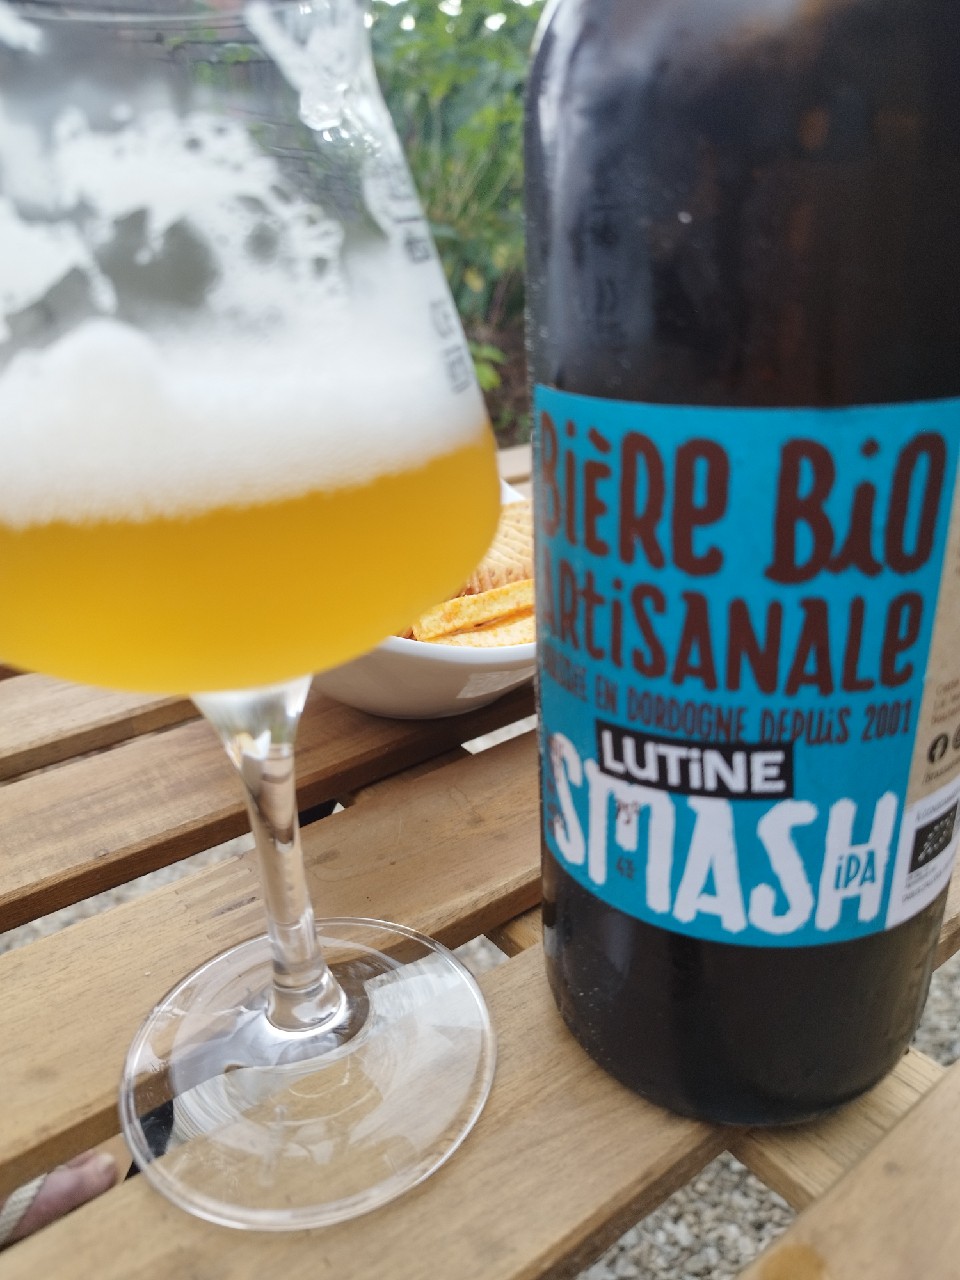 BIÈRE BIO
ARTISANALE
EN DORDOGNE DEPUIS 2001
LUTINE
SMASH
IPA